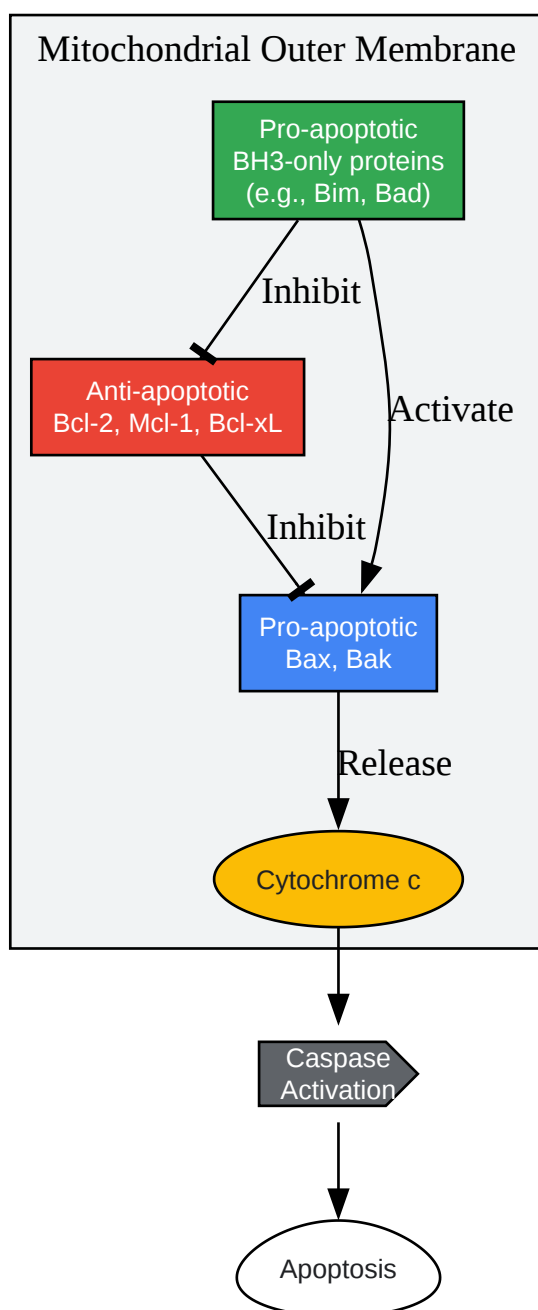 Mitochondrial Outer Membrane
Pro-apoptotic
BH3-only proteins
(e.g., Bim, Bad)
Inhibit
Anti-apoptotic
Bcl-2, Mcl-1, Bcl-xL
Activate
Inhibit
Pro-apoptotic
Bax, Bak
Release
Cytochrome c
Caspase
Activation
Apoptosis